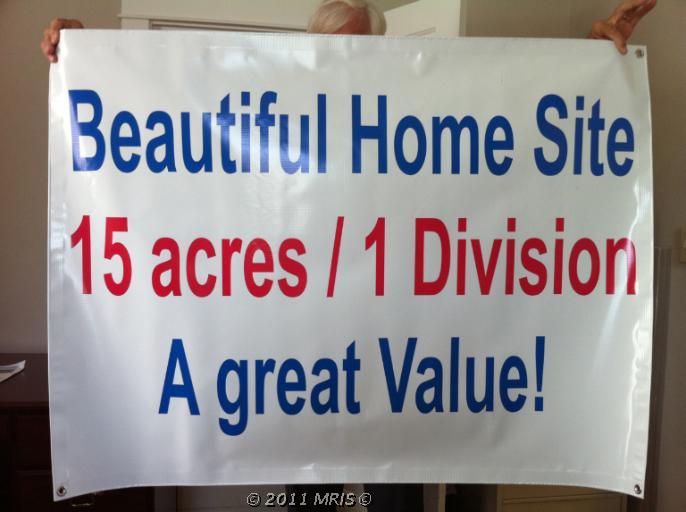 Beautiful Home Site
15 acres / 1 Division
A great Value!
© 2011 MRIS ©